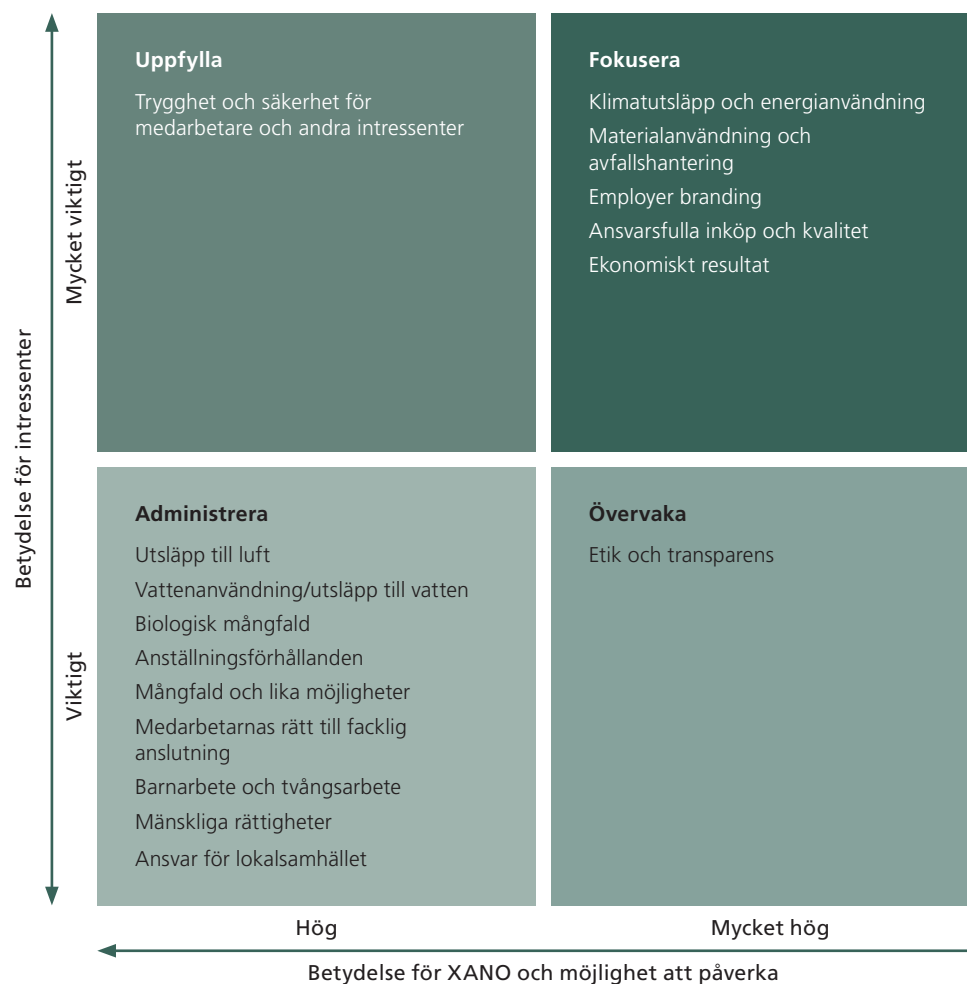 Uppfylla
Trygghet och säkerhet för
medarbetare och andra intressenter
Fokusera
Klimatutsläpp och energianvändning
Materialanvändning och
avfallshantering
Employer branding
Ansvarsfulla inköp och kvalitet
Ekonomiskt resultat
Administrera
Utsläpp till luft
Vattenanvändning/utsläpp till vatten
Biologisk mångfald
Anställningsförhållanden
Mångfald och lika möjligheter
Medarbetarnas rätt till facklig
anslutning
Barnarbete och tvångsarbete
Mänskliga rättigheter
Ansvar för lokalsamhället
Övervaka
Etik och transparens
Betydelse för intressenter
Mycket viktigt
Viktigt
Hög
Mycket hög
Betydelse för XANO och möjlighet att påverka